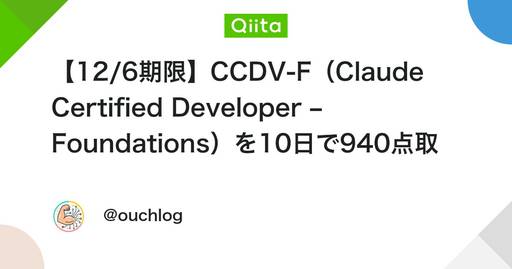 Qiita
【12/6期限】CCDV-F（Claude
Certified Developer –
Foundations）を10日で940点取
@ouchlog